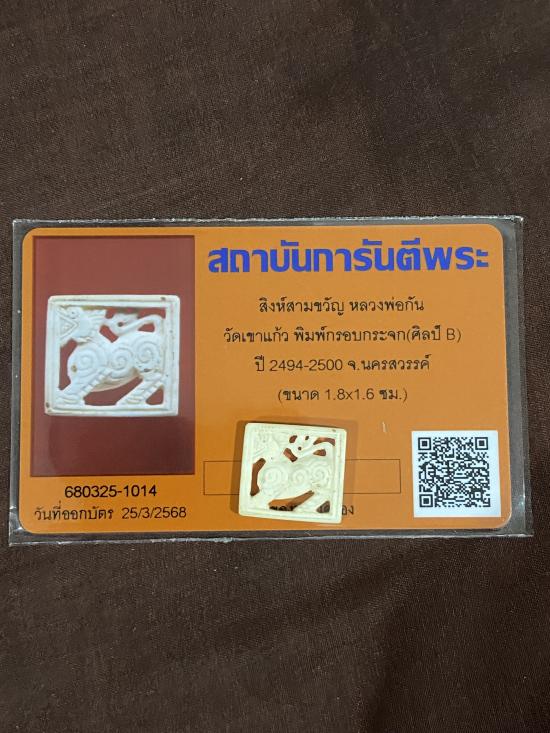 สถาบันการันตีพระ
สิงห์สามขวัญ หลวงพ่อกัน
วัดเขาแก้ว พิมพ์กรอบกระจก(ศิลป์ B)
ปี 2494-2500 จ.นครสวรรค์
(ขนาด 1.8x1.6 ซม.)
680325-1014
วันที่ออกบัตร 25/3/2568